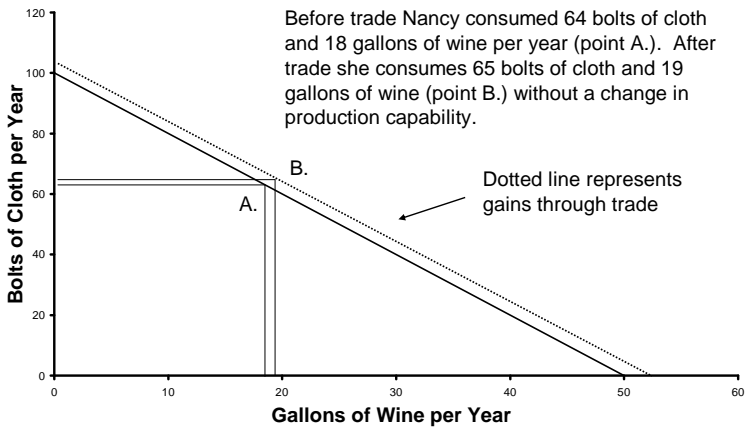 Before trade Nancy consumed 64 bolts of cloth
and 18 gallons of wine per year (point A.).  After
trade she consumes 65 bolts of cloth and 19
gallons of wine (point B.) without a change in
production capability.
Bolts of Cloth per Year
120
100
80
60
40
20
0
B.
A.
Dotted line represents
gains through trade
0
10
20
30
40
50
60
Gallons of Wine per Year